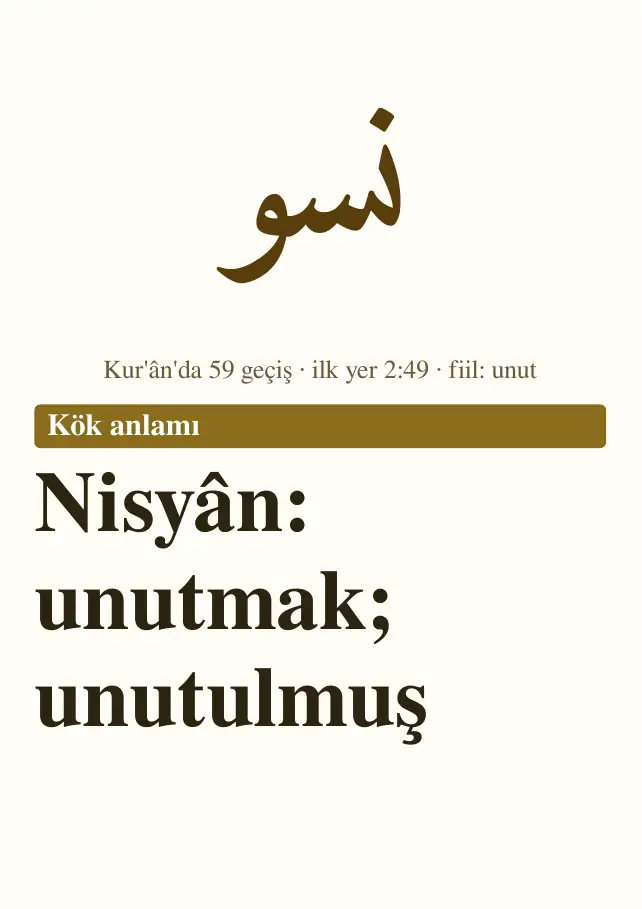 نسو
Kur'ân'da 59 geçiş · ilk yer 2:49 · fiil: unut
Kök anlamı
Nisyân:
unutmak;
unutulmuş